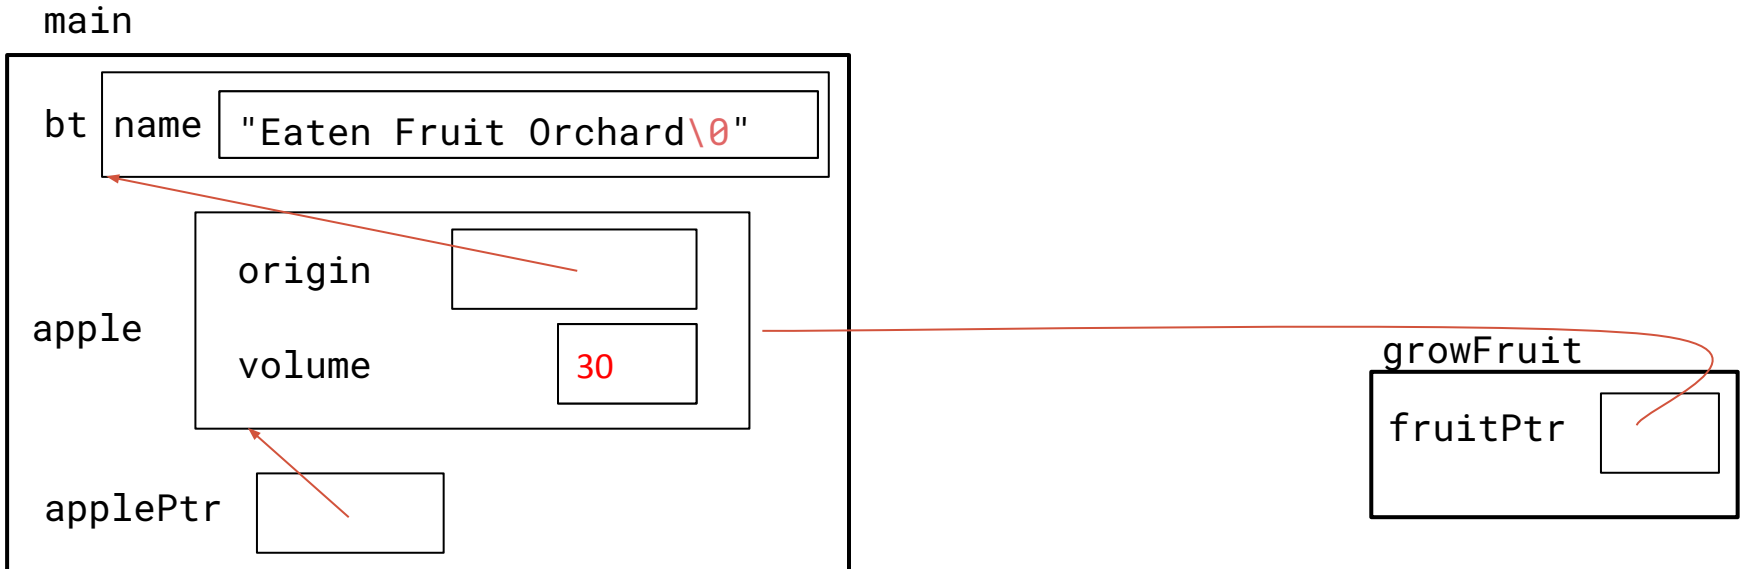 main
bt name "Eaten Fruit Orchard\0"
origin
apple
volume 30
growFruit
fruitPtr
applePtr